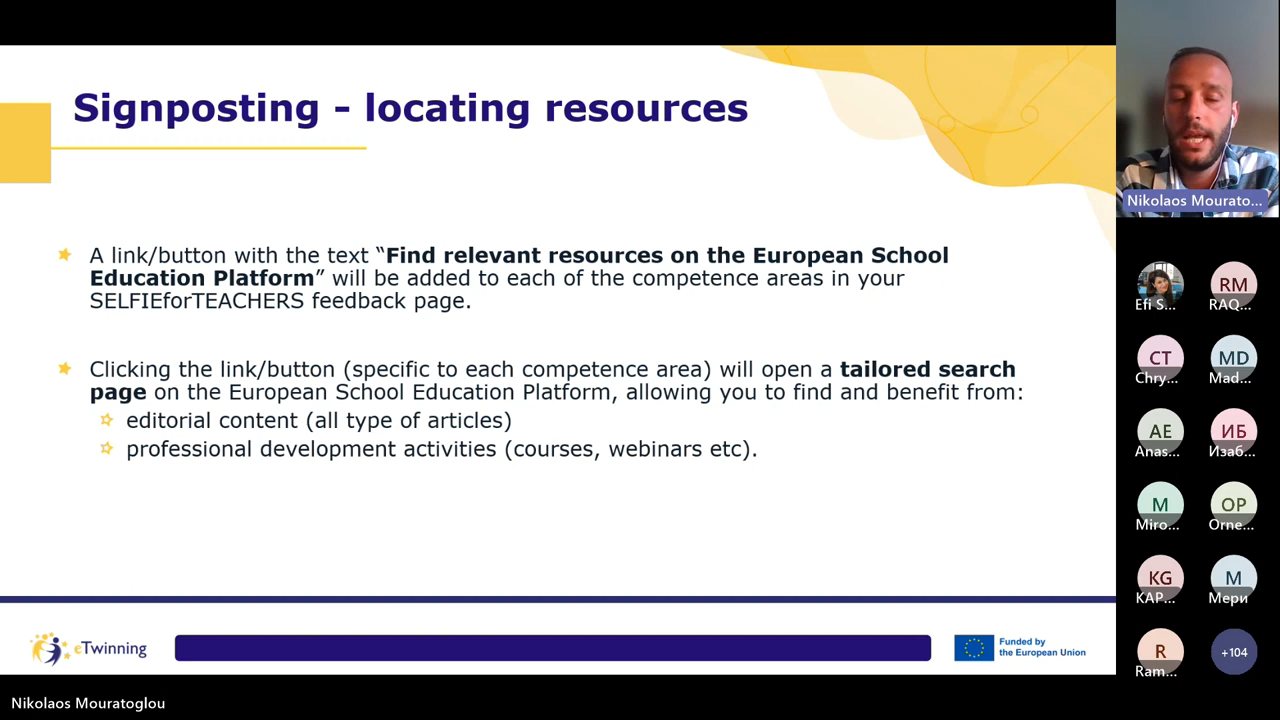 Signposting - locating resources
A link/button with the text “Find relevant resources on the European School
Education Platform” will be added to each of the competence areas in your
SELFIEforTEACHERS feedback page.
Clicking the link/button (specific to each competence area) will open a tailored search
page on the European School Education Platform, allowing you to find and benefit from:
editorial content (all type of articles)
professional development activities (courses, webinars etc).
eTwinning
Funded by
the European Union
Nikolaos Mourato...
Efi S...
RM
RAQ...
CT
Chry...
MD
Mad...
AE
Anas...
ИБ
Изаб...
M
Miro...
OP
Orne...
KG
KAP...
М
Мери
R
Ram...
+104
Nikolaos Mouratoglou